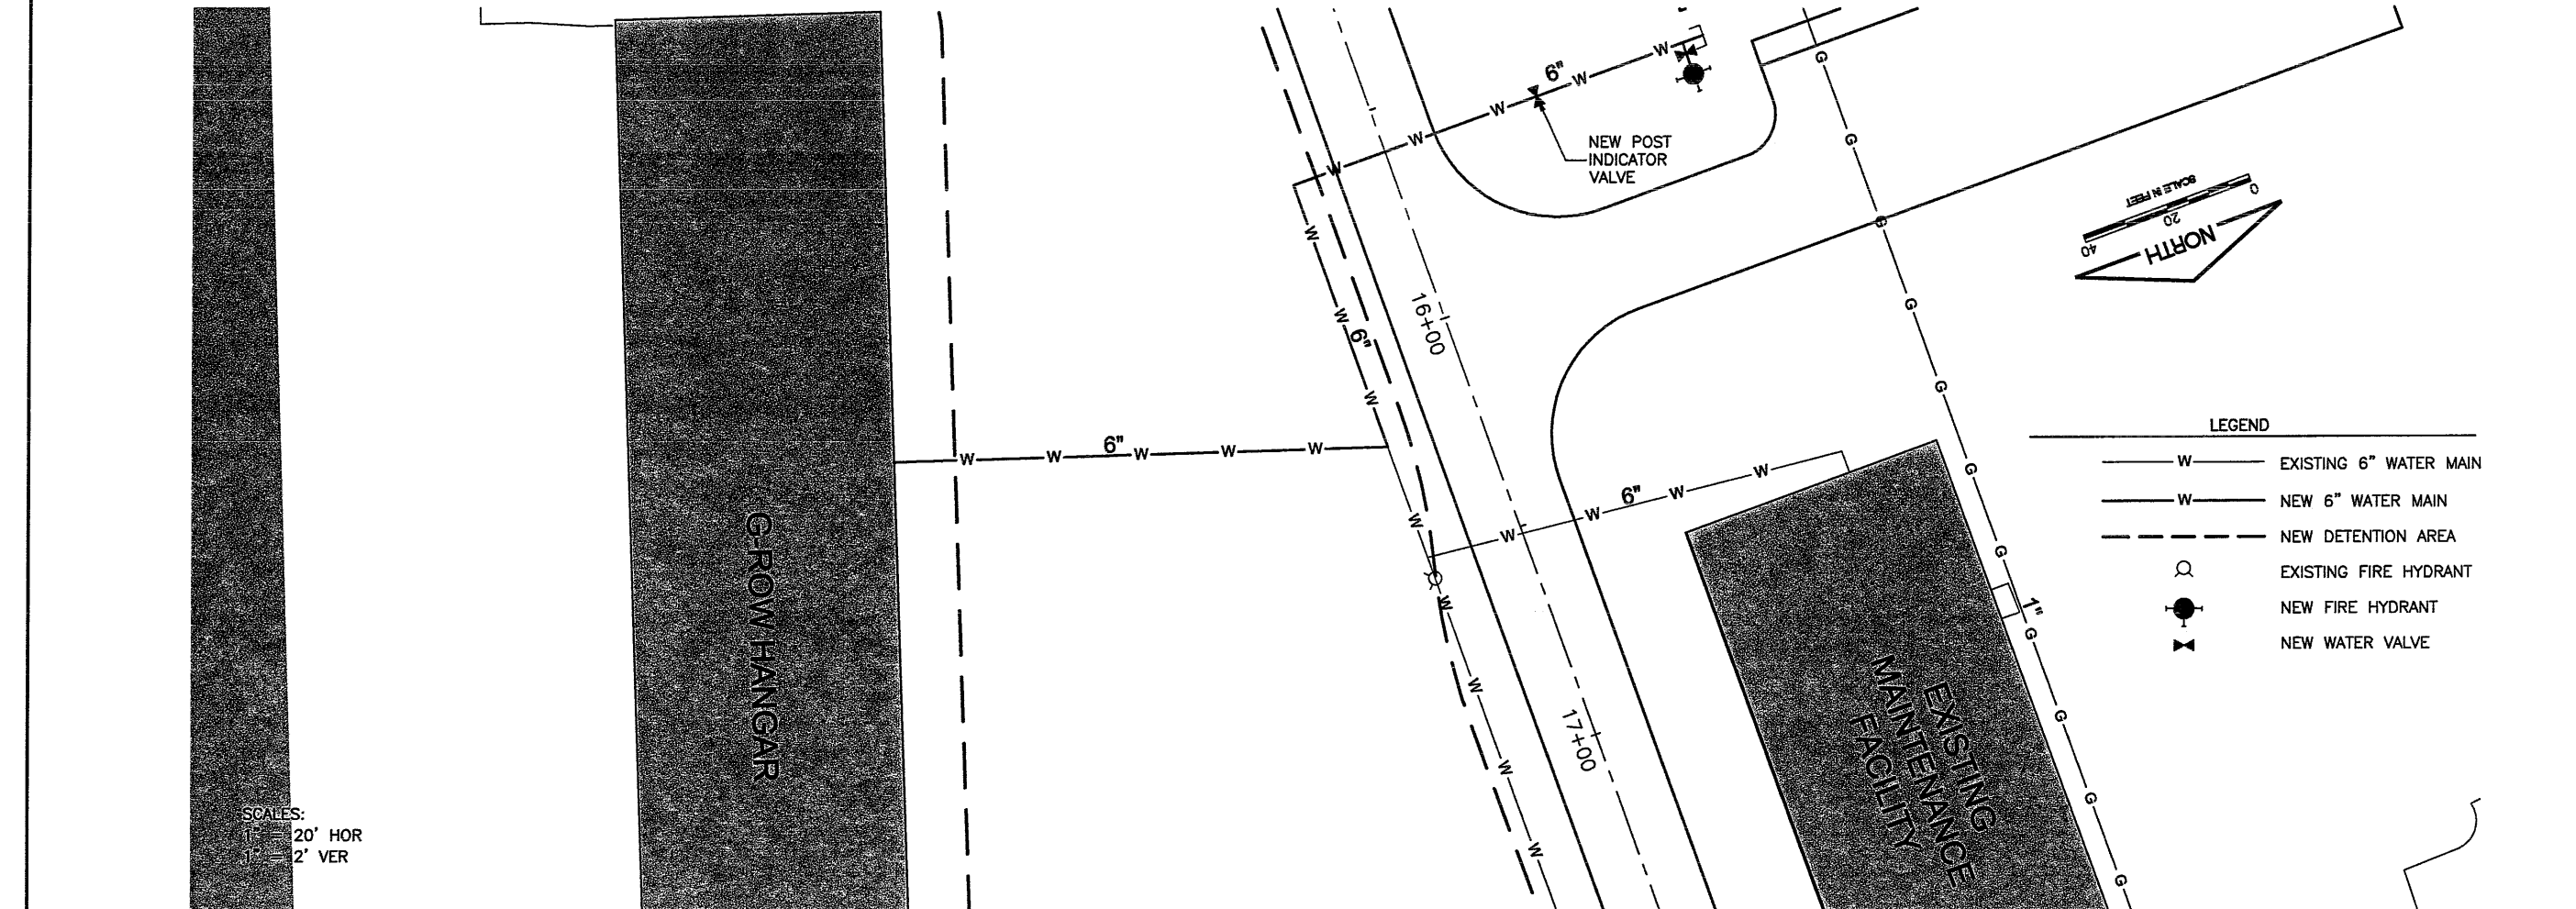 6"
W
W
W
W
W
NEW POST
INDICATOR
VALVE
G
G
G
SCALE IN FEET
0
20
40
NORTH
W
W
6"
W
W
16+00
G
G
G
G
6"
W
W
W
W
W
6"
W
W
W
W
W
W
W
W
17+00
G-ROW HANGAR
EXISTING
MAINTENANCE
FACILITY
1"
G
G
G
G
LEGEND
W EXISTING 6" WATER MAIN
W NEW 6" WATER MAIN
NEW DETENTION AREA
EXISTING FIRE HYDRANT
NEW FIRE HYDRANT
NEW WATER VALVE
SCALES:
1" = 20' HOR
1" = 2' VER